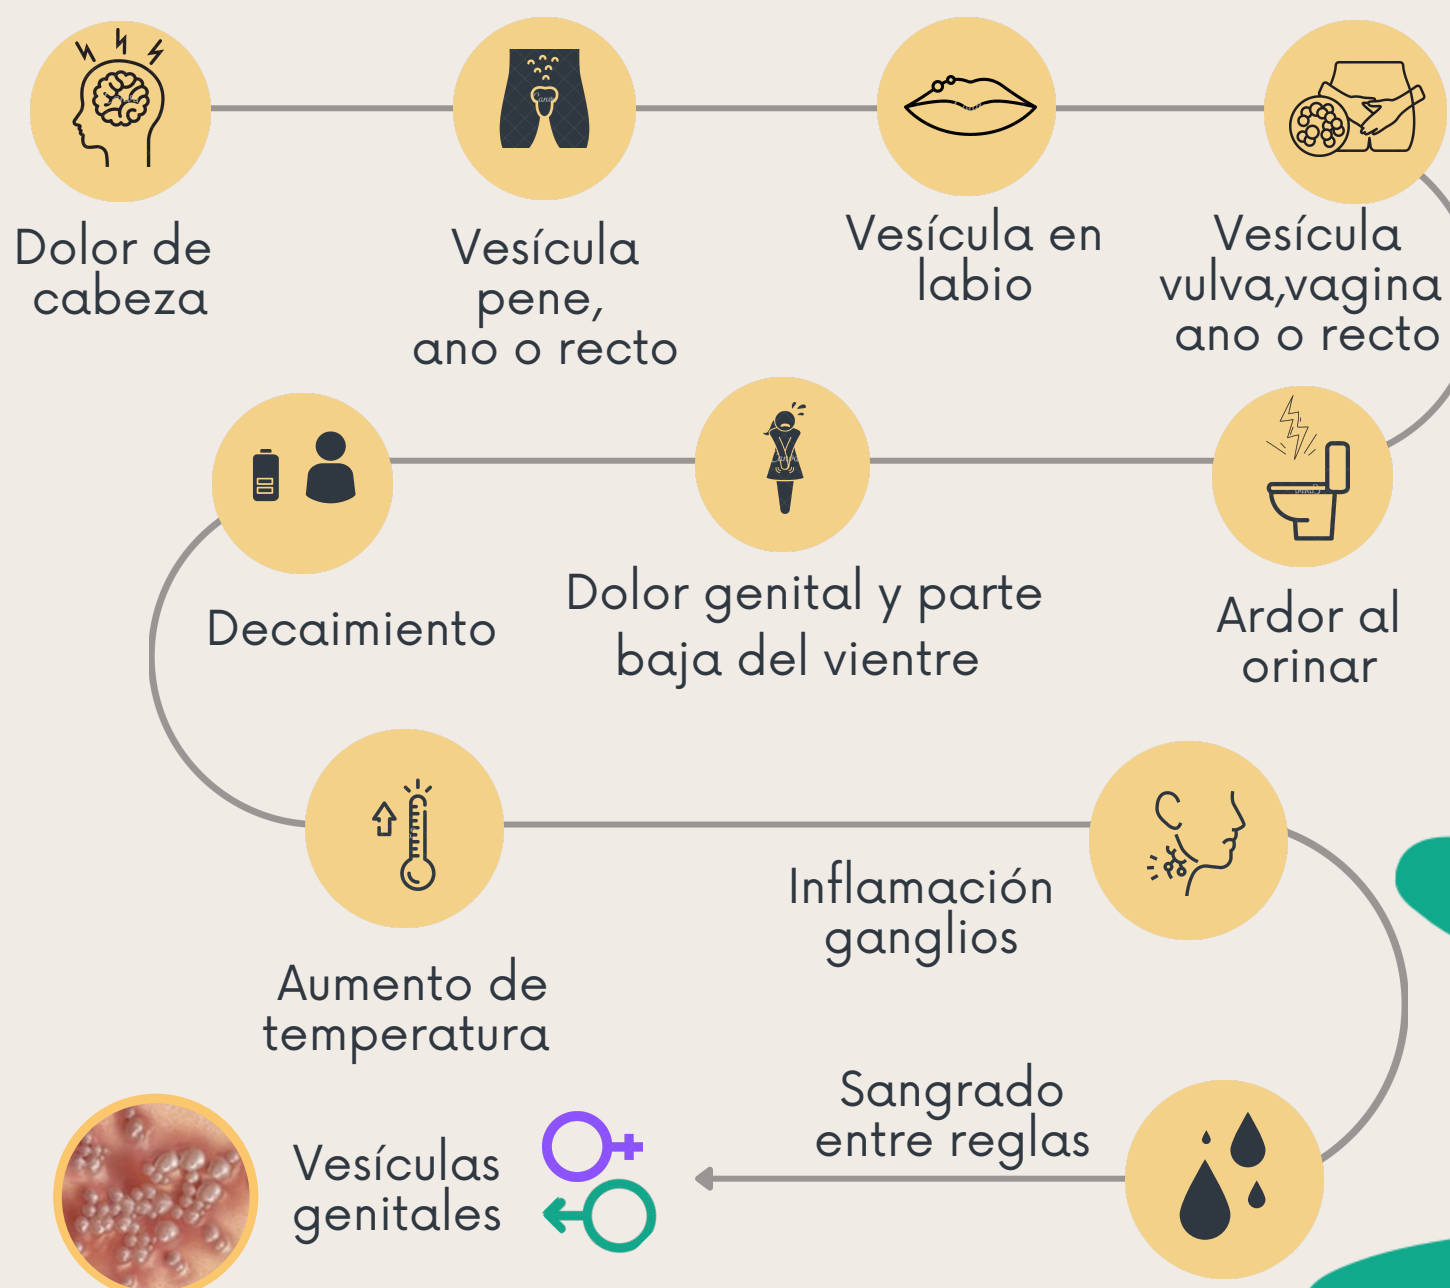 Dolor de
cabeza
Vesícula
pene,
ano o recto
Vesícula en
labio
Vesícula
vulva,vagina
ano o recto
Ardor al
orinar
Dolor genital y parte
baja del vientre
Decaimiento
Aumento de
temperatura
Inflamación
ganglios
Sangrado
entre reglas
Vesículas
genitales